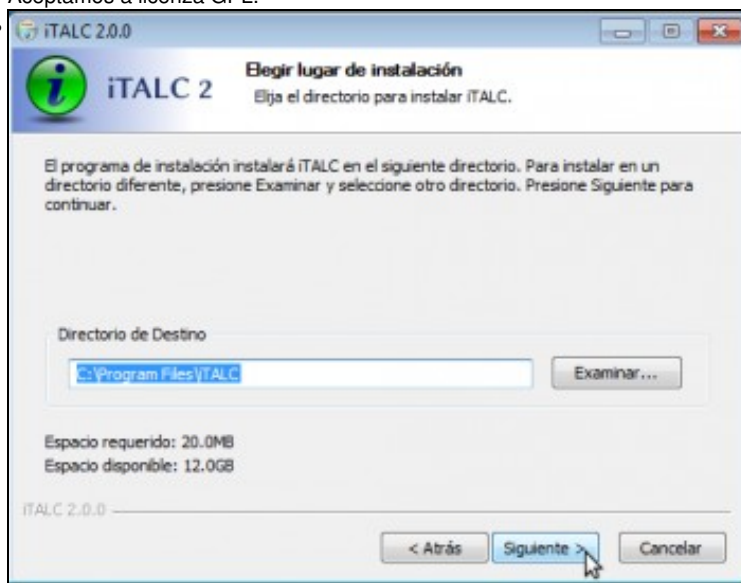 Aceptamos a licenza GPL.
iTALC 2.0.0
iTALC 2
Elegir lugar de instalación
Elija el directorio para instalar iTALC.
El programa de instalación instalará iTALC en el siguiente directorio. Para instalar en un
directorio diferente, presione Examinar y seleccione otro directorio. Presione Siguiente para
continuar.
Directorio de Destino
C:\Program Files\iTALC
Examinar...
Espacio requerido: 20.0MB
Espacio disponible: 12.0GB
iTALC 2.0.0
< Atrás
Siguiente >
Cancelar